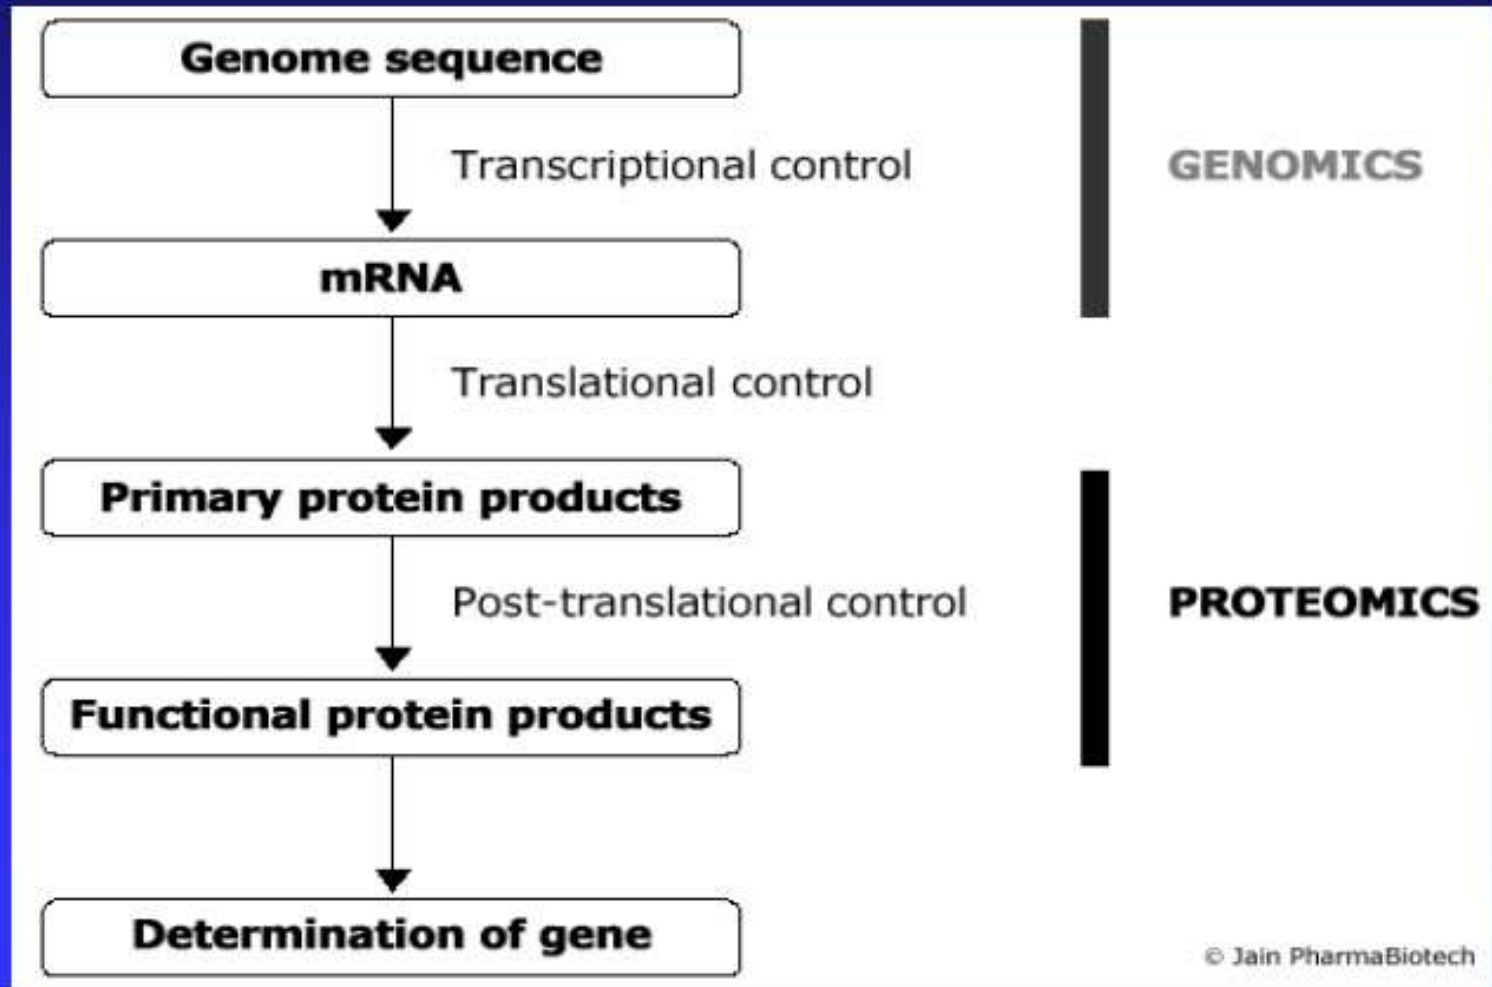 Genome sequence
Transcriptional control
GENOMICS
mRNA
Translational control
Primary protein products
Post-translational control
PROTEOMICS
Functional protein products
Determination of gene
© Jain PharmaBiotech